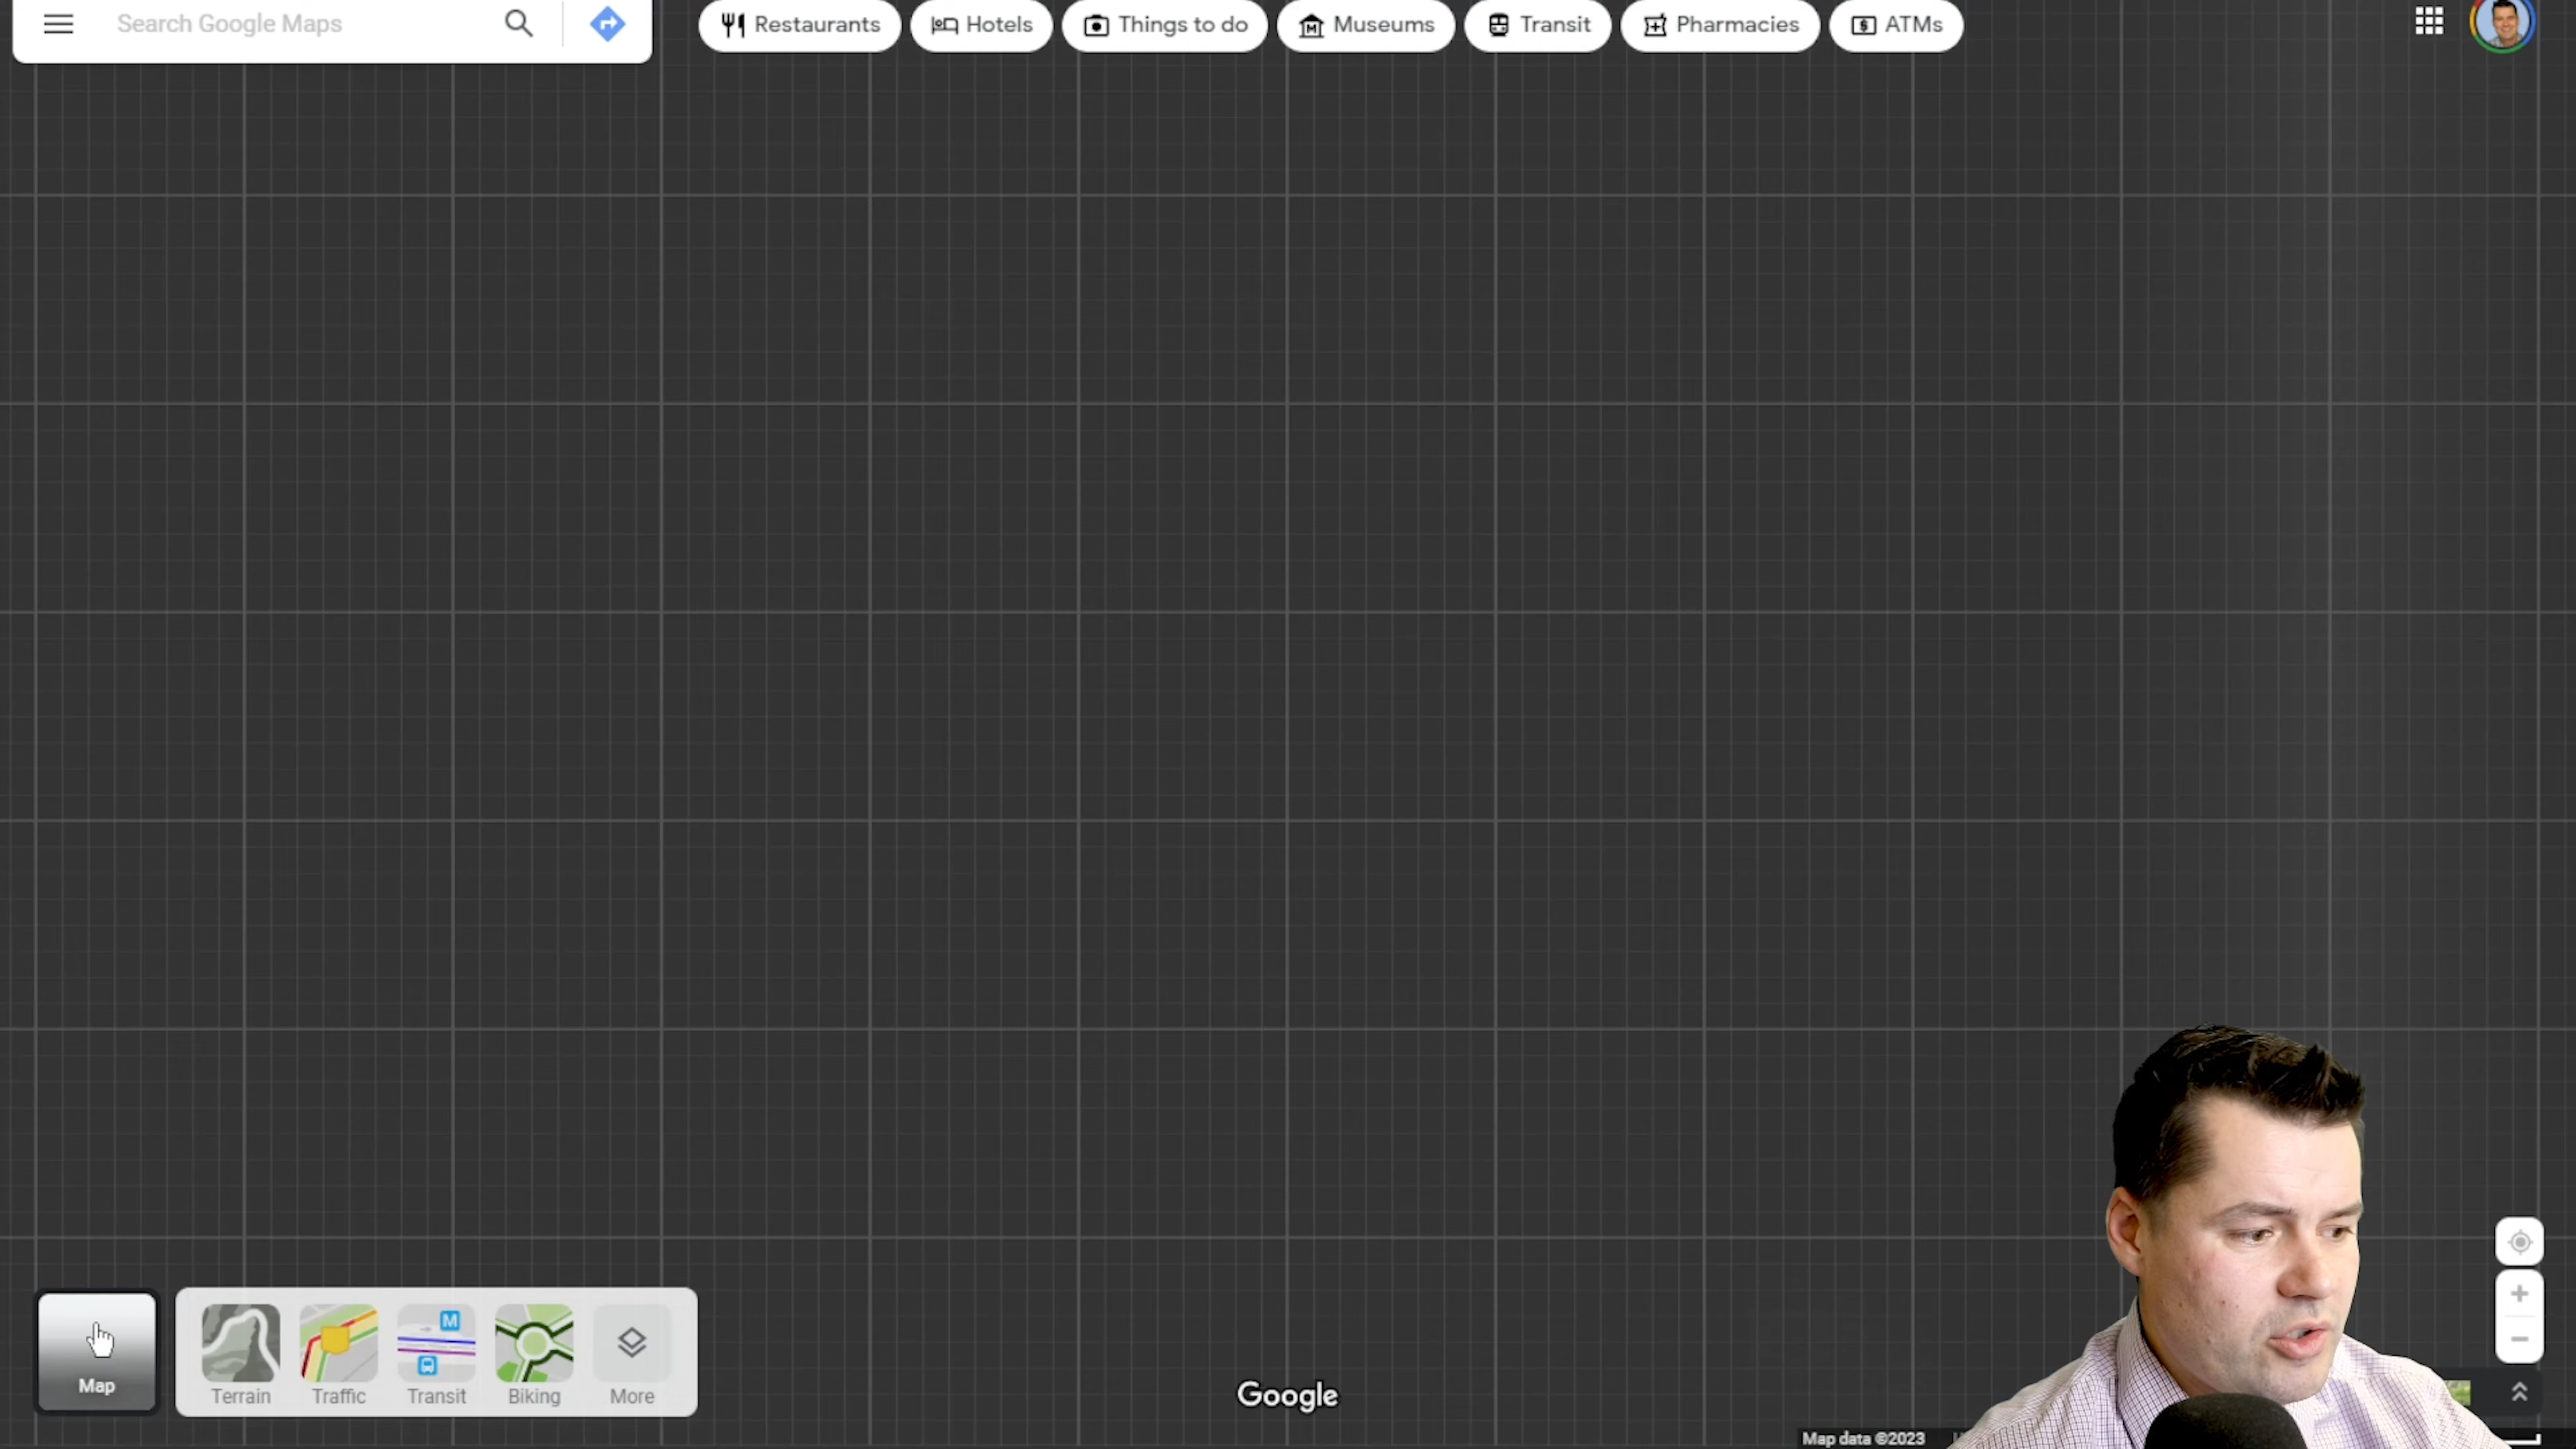 Search Google Maps
Restaurants
Hotels
Things to do
Museums
Transit
Pharmacies
ATMs
Map
Terrain
Traffic
M
Transit
Biking
More
Google
Map data ©2023